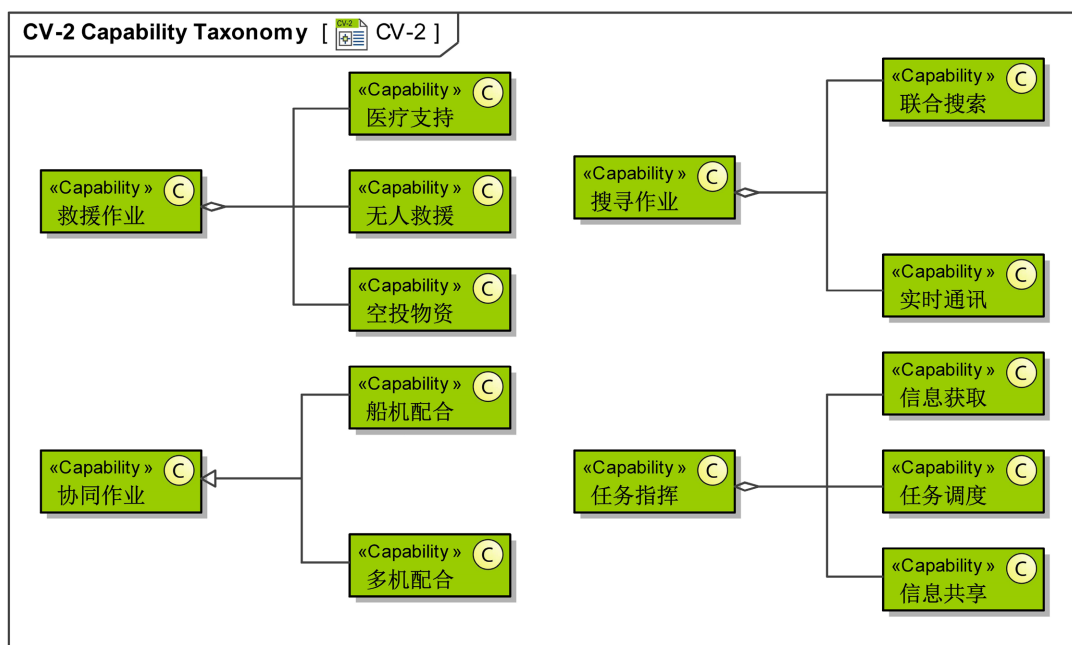 CV-2 Capability Taxonomy [ CV-2 CV-2 ]
«Capability » C
救援作业
«Capability » C
医疗支持
«Capability » C
无人救援
«Capability » C
空投物资
«Capability » C
协同作业
«Capability » C
船机配合
«Capability » C
多机配合
«Capability » C
搜寻作业
«Capability » C
联合搜索
«Capability » C
实时通讯
«Capability » C
任务指挥
«Capability » C
信息获取
«Capability » C
任务调度
«Capability » C
信息共享